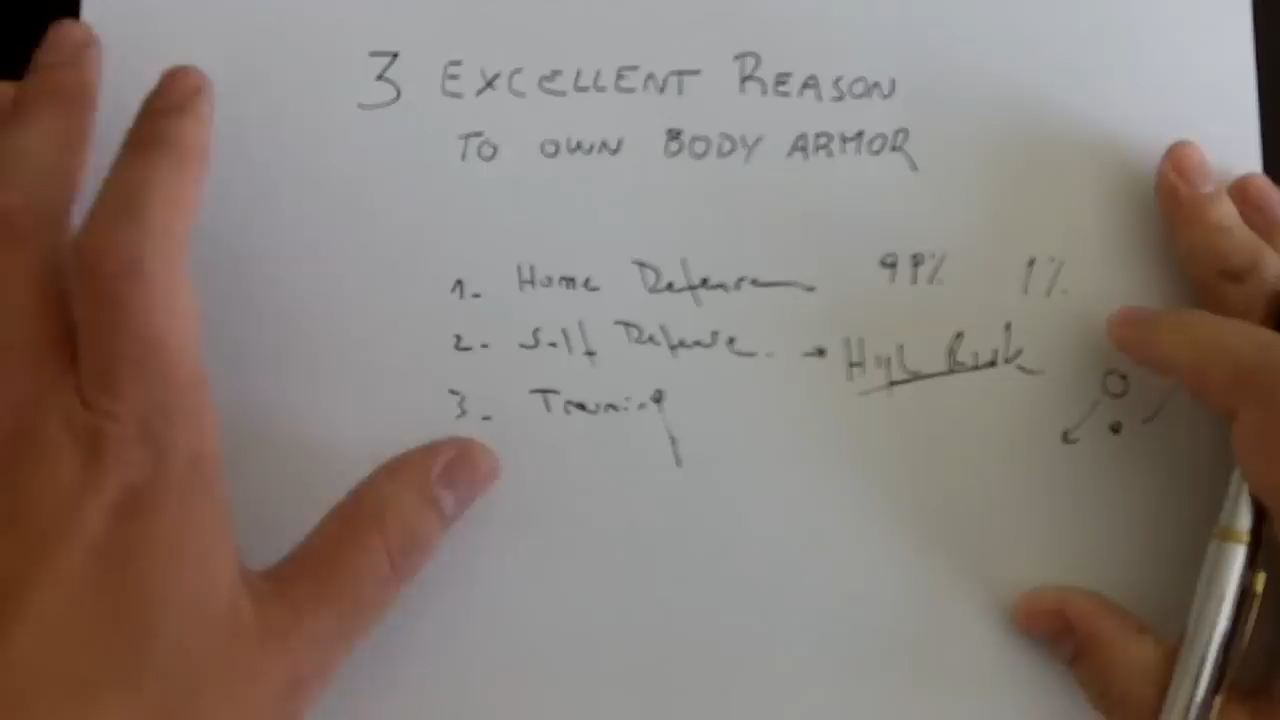 3 EXCELLENT REASON
TO OWN BODY ARMOR
1. Home Defense 99% 1%
2. Self Defense. → High Risk
3. Training